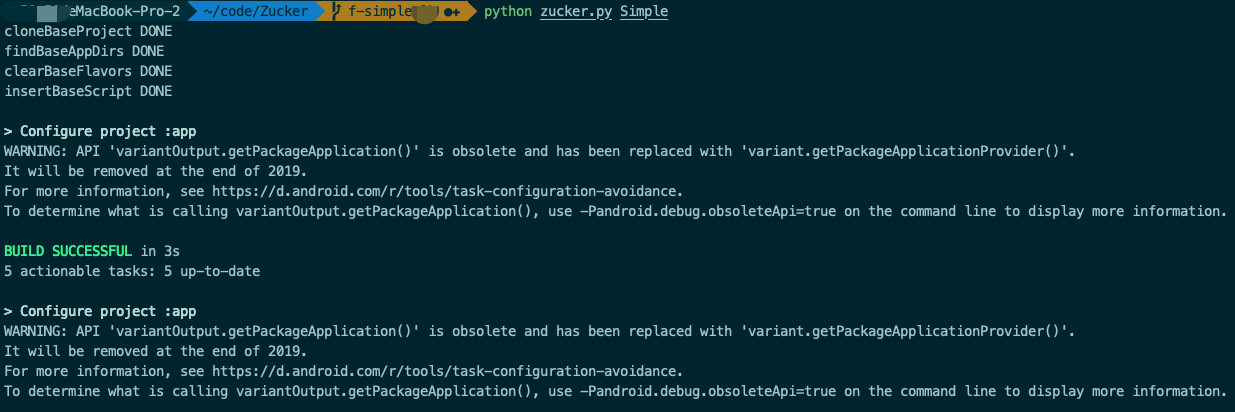 eMacBook-Pro-2 ~/code/Zucker f-simple ●+ python zucker.py Simple
cloneBaseProject DONE
findBaseAppDirs DONE
clearBaseFlavors DONE
insertBaseScript DONE
> Configure project :app
WARNING: API 'variantOutput.getPackageApplication()' is obsolete and has been replaced with 'variant.getPackageApplicationProvider()'.
It will be removed at the end of 2019.
For more information, see https://d.android.com/r/tools/task-configuration-avoidance.
To determine what is calling variantOutput.getPackageApplication(), use -Pandroid.debug.obsoleteApi=true on the command line to display more information.
BUILD SUCCESSFUL in 3s
5 actionable tasks: 5 up-to-date
> Configure project :app
WARNING: API 'variantOutput.getPackageApplication()' is obsolete and has been replaced with 'variant.getPackageApplicationProvider()'.
It will be removed at the end of 2019.
For more information, see https://d.android.com/r/tools/task-configuration-avoidance.
To determine what is calling variantOutput.getPackageApplication(), use -Pandroid.debug.obsoleteApi=true on the command line to display more information.